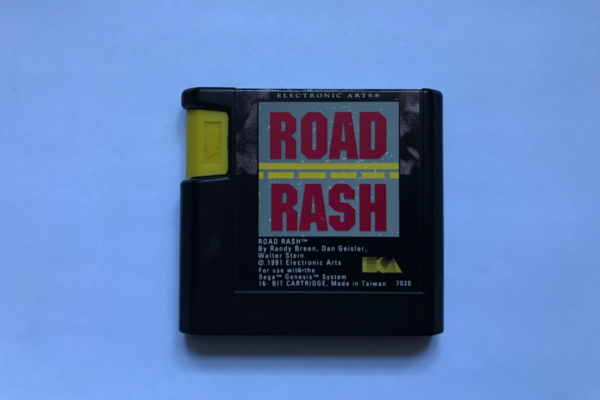 ELECTRONIC ARTS®
ROAD
RASH
ROAD RASH™
By Randy Breen, Dan Geisler,
Walter Stein
© 1991 Electronic Arts
For use with the
Sega™ Genesis™ System
16- BIT CARTRIDGE, Made in Taiwan 7020